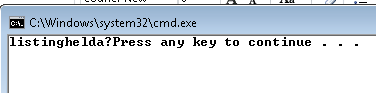 C:\Windows\system32\cmd.exe
listinghelda?Press any key to continue . . .